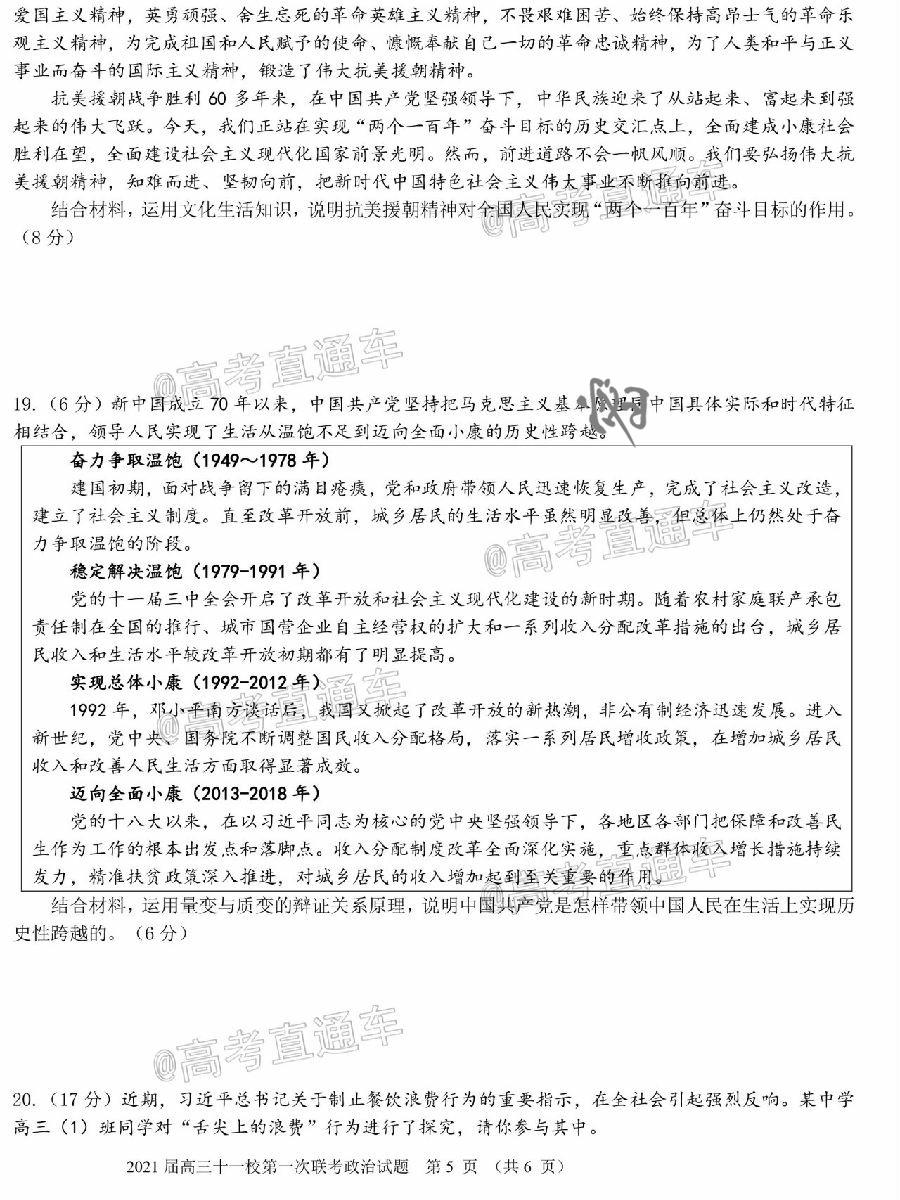 爱国主义精神，英勇顽强、舍生忘死的革命英雄主义精神，不畏艰难困苦、始终保持高昂士气的革命乐
观主义精神，为完成祖国和人民赋予的使命、慷慨奉献自己一切的革命忠诚精神，为了人类和平与正义
事业而奋斗的国际主义精神，锻造了伟大抗美援朝精神。
抗美援朝战争胜利 60 多年来，在中国共产党坚强领导下，中华民族迎来了从站起来、富起来到强
起来的伟大飞跃。今天，我们正站在实现“两个一百年”奋斗目标的历史交汇点上，全面建成小康社会
胜利在望，全面建设社会主义现代化国家前景光明。然而，前进道路不会一帆风顺。我们要弘扬伟大抗
美援朝精神，知难而进、坚韧向前，把新时代中国特色社会主义伟大事业不断推向前进。
结合材料，运用文化生活知识，说明抗美援朝精神对全国人民实现“两个一百年”奋斗目标的作用。
（8 分）
@高考直通车
@高考直通车
19.（6 分）新中国成立 70 年以来，中国共产党坚持把马克思主义基本原理同中国具体实际和时代特征
相结合，领导人民实现了生活从温饱不足到迈向全面小康的历史性跨越。
奋力争取温饱（1949～1978 年）
建国初期，面对战争留下的满目疮痍，党和政府带领人民迅速恢复生产，完成了社会主义改造，
建立了社会主义制度。直至改革开放前，城乡居民的生活水平虽然明显改善，但总体上仍然处于奋
力争取温饱的阶段。
@高考直通车
稳定解决温饱（1979-1991 年）
党的十一届三中全会开启了改革开放和社会主义现代化建设的新时期。随着农村家庭联产承包
责任制在全国的推行、城市国营企业自主经营权的扩大和一系列收入分配改革措施的出台，城乡居
民收入和生活水平较改革开放初期都有了明显提高。
实现总体小康（1992-2012 年）
@高考直通车
1992 年，邓小平南方谈话后，我国又掀起了改革开放的新热潮，非公有制经济迅速发展。进入
新世纪，党中央、国务院不断调整国民收入分配格局，落实一系列居民增收政策，在增加城乡居民
收入和改善人民生活方面取得显著成效。
迈向全面小康（2013-2018 年）
党的十八大以来，在以习近平同志为核心的党中央坚强领导下，各地区各部门把保障和改善民
生作为工作的根本出发点和落脚点。收入分配制度改革全面深化实施，重点群体收入增长措施持续
发力，精准扶贫政策深入推进，对城乡居民的收入增加起到至关重要的作用。
@高考直通车
结合材料，运用量变与质变的辩证关系原理，说明中国共产党是怎样带领中国人民在生活上实现历
史性跨越的。（6 分）
@高考直通车
20.（17 分）近期，习近平总书记关于制止餐饮浪费行为的重要指示，在全社会引起强烈反响。某中学
高三（1）班同学对“舌尖上的浪费”行为进行了探究，请你参与其中。
2021 届高三十一校第一次联考政治试题 第 5 页 （共 6 页）